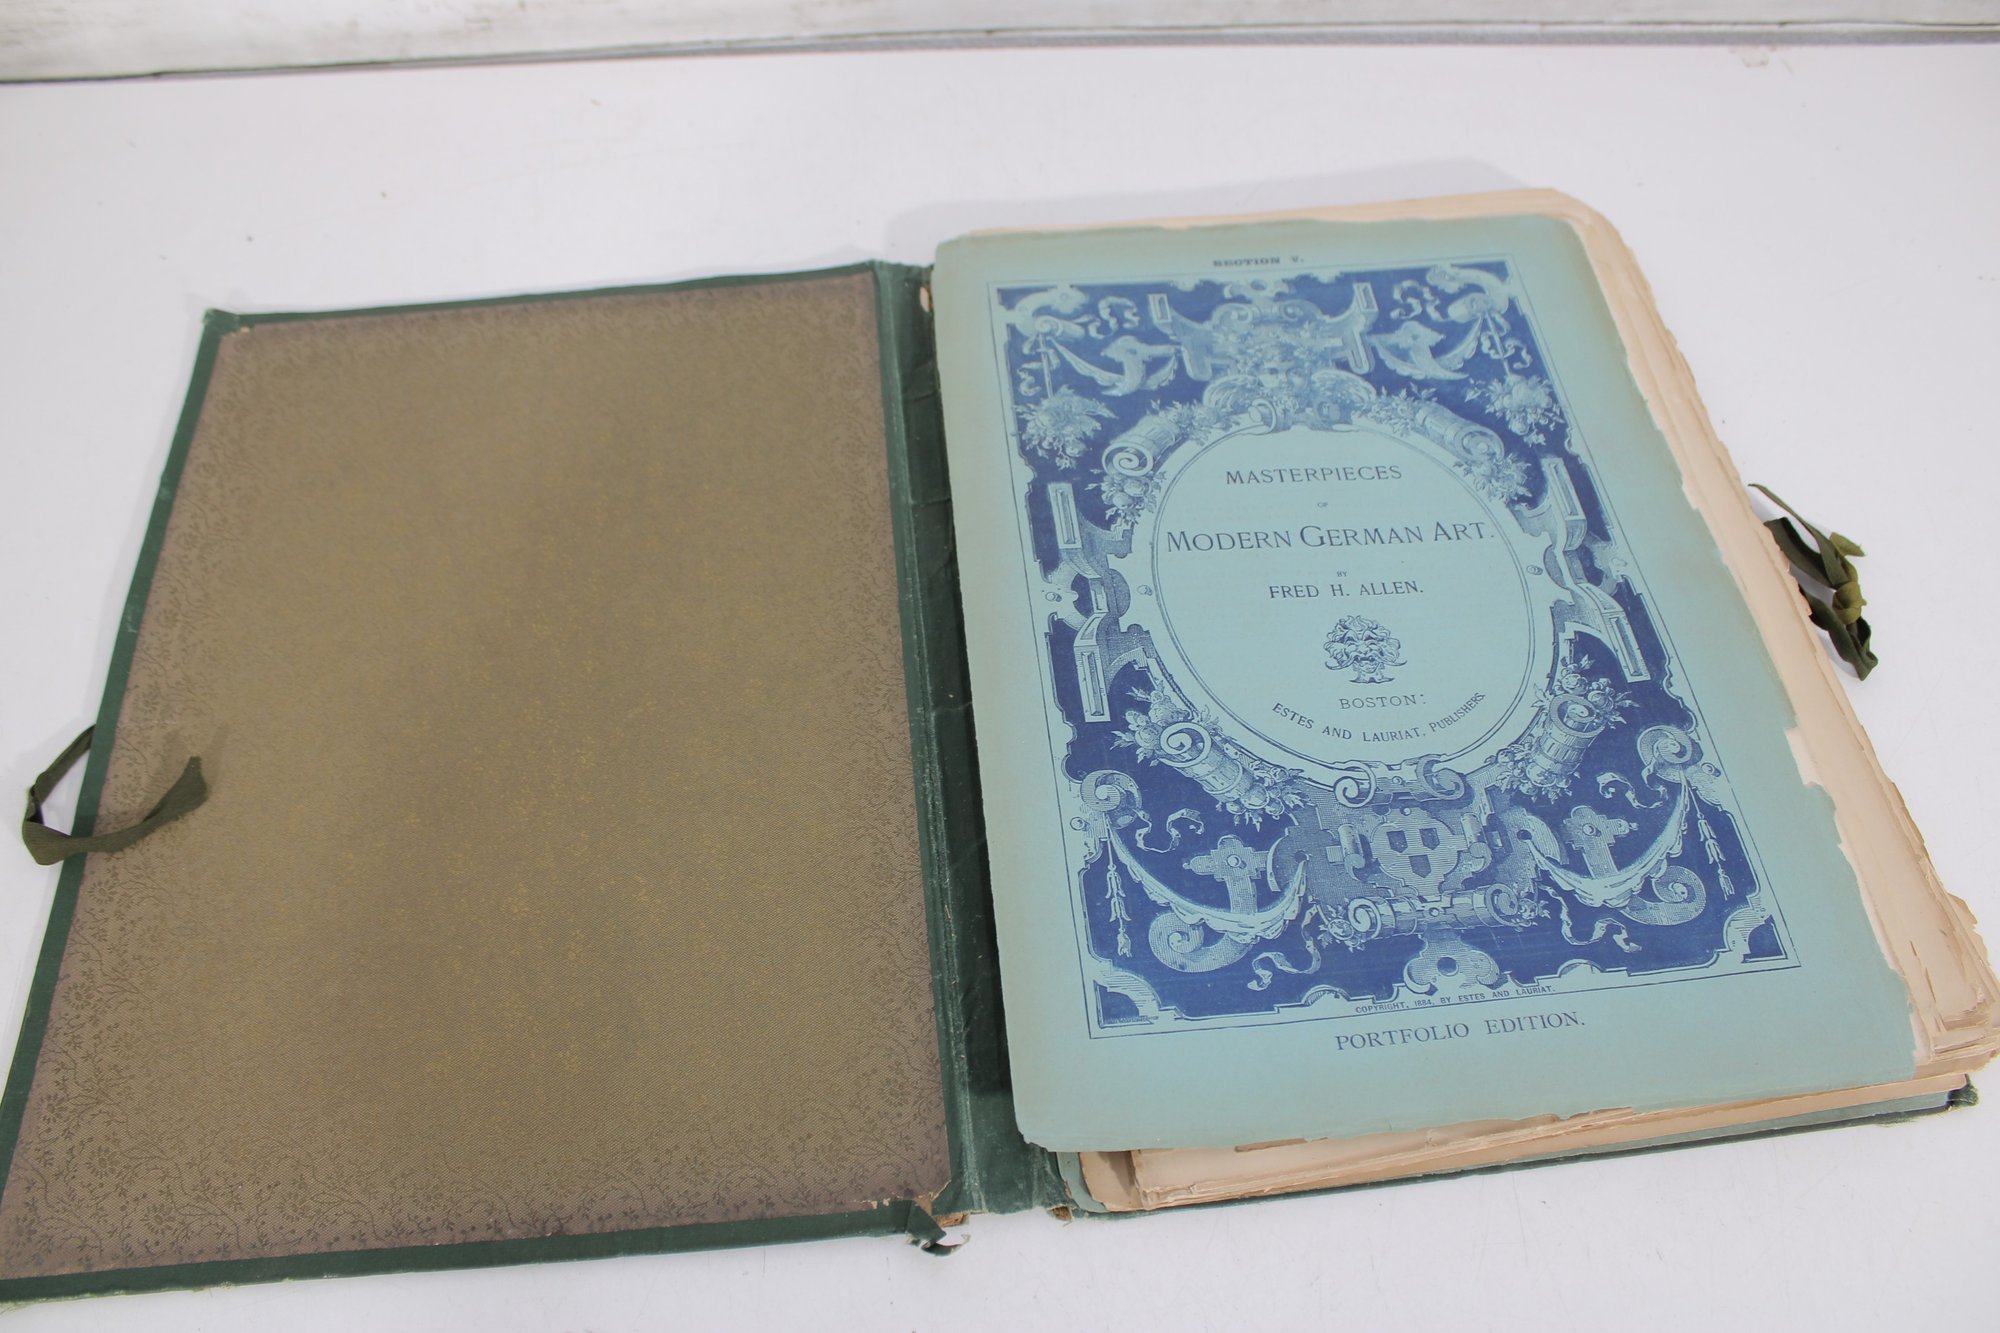 SECTION V.
MASTERPIECES
OF
MODERN GERMAN ART.
BY
FRED H. ALLEN.
BOSTON:
ESTES AND LAURIAT, PUBLISHERS
COPYRIGHT, 1884, BY ESTES AND LAURIAT.
PORTFOLIO EDITION.